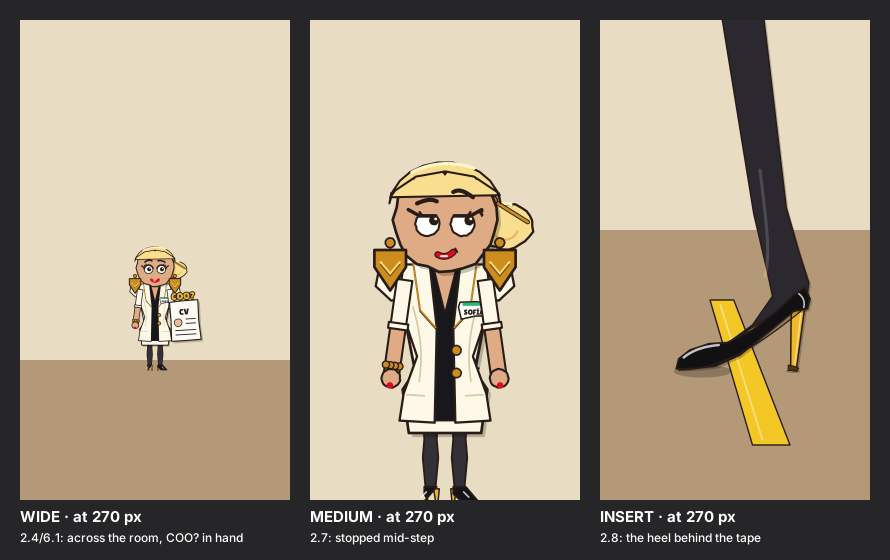 COO?
CV
SOFÍA
WIDE · at 270 px
2.4/6.1: across the room, COO? in hand
MEDIUM · at 270 px
2.7: stopped mid-step
INSERT · at 270 px
2.8: the heel behind the tape